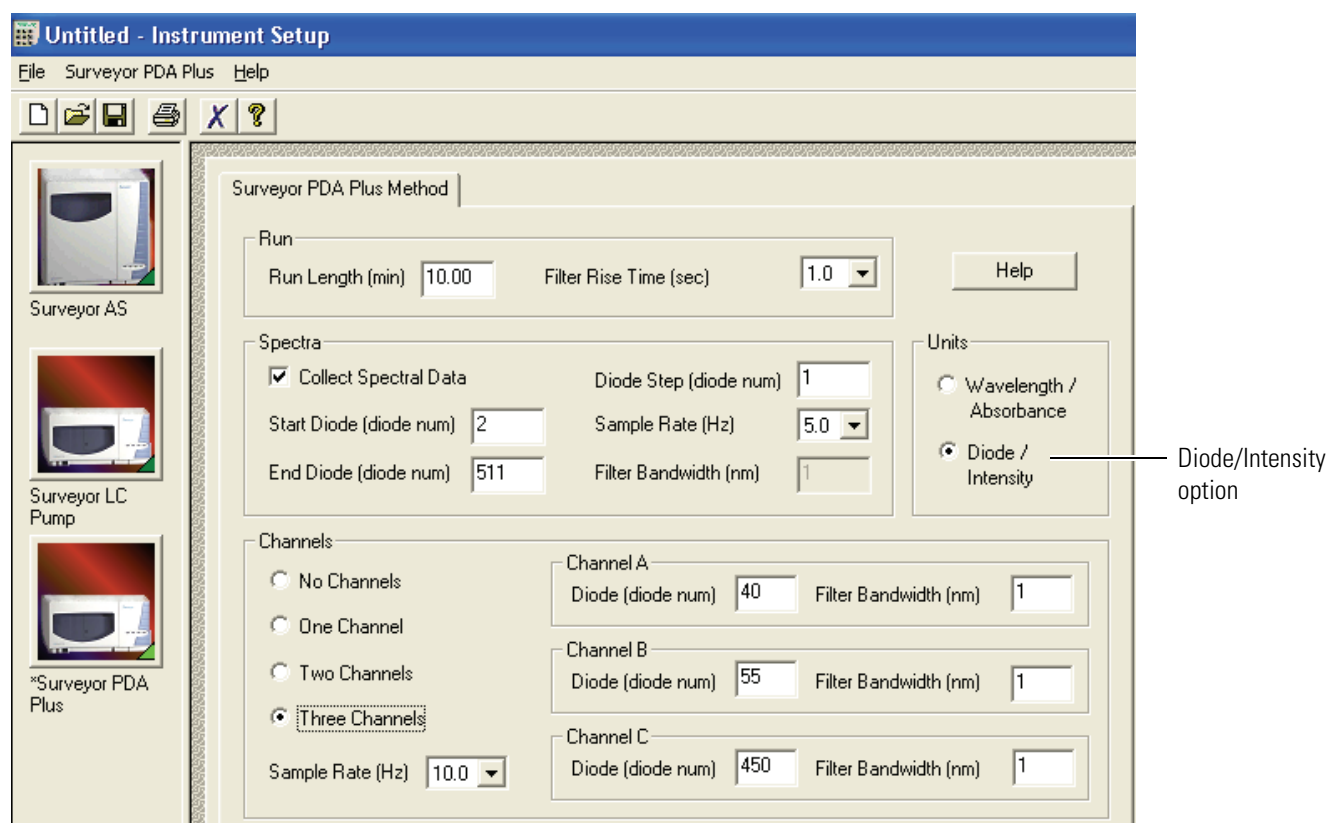 Untitled - Instrument Setup
File Surveyor PDA Plus Help
Surveyor AS
Surveyor LC
Pump
*Surveyor PDA
Plus
Surveyor PDA Plus Method
Run
Run Length (min) 10.00 Filter Rise Time (sec) 1.0
Help
Spectra
Collect Spectral Data Diode Step (diode num) 1
Start Diode (diode num) 2 Sample Rate (Hz) 5.0
End Diode (diode num) 511 Filter Bandwidth (nm) 1
Units
Wavelength /
Absorbance
Diode /
Intensity
Diode/Intensity
option
Channels
No Channels
One Channel
Two Channels
Three Channels
Sample Rate (Hz) 10.0
Channel A
Diode (diode num) 40 Filter Bandwidth (nm) 1
Channel B
Diode (diode num) 55 Filter Bandwidth (nm) 1
Channel C
Diode (diode num) 450 Filter Bandwidth (nm) 1